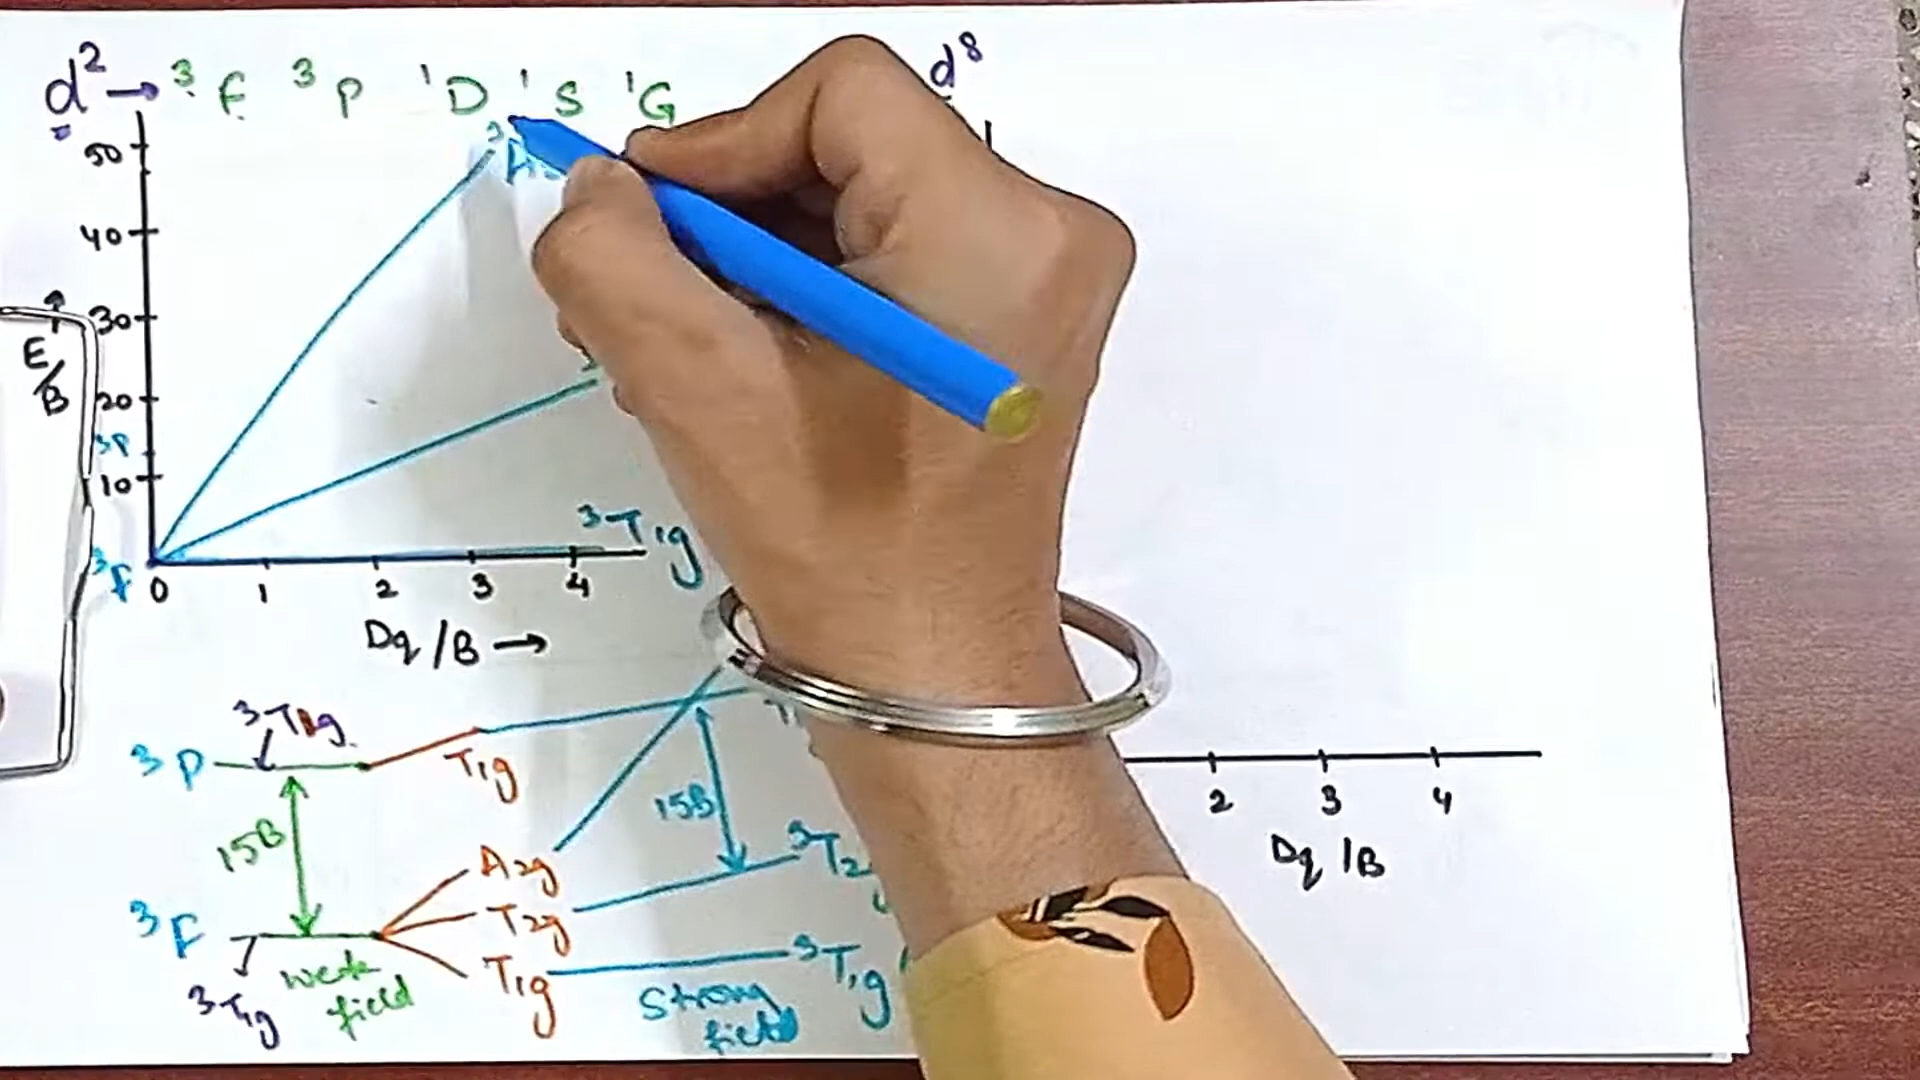 d² → ³F ³P ¹D ¹S ¹G
d⁸
50
40
30
20
10
E/B
³P
³F
³A
³T1g
0 1 2 3 4
Dq/B →
2 3 4
Dq/B
³T1g
³P
T1g
15B
15B
A2g
³T2g
³F
T2g
T1g
³T1g
weak field
³T1g
Strong field